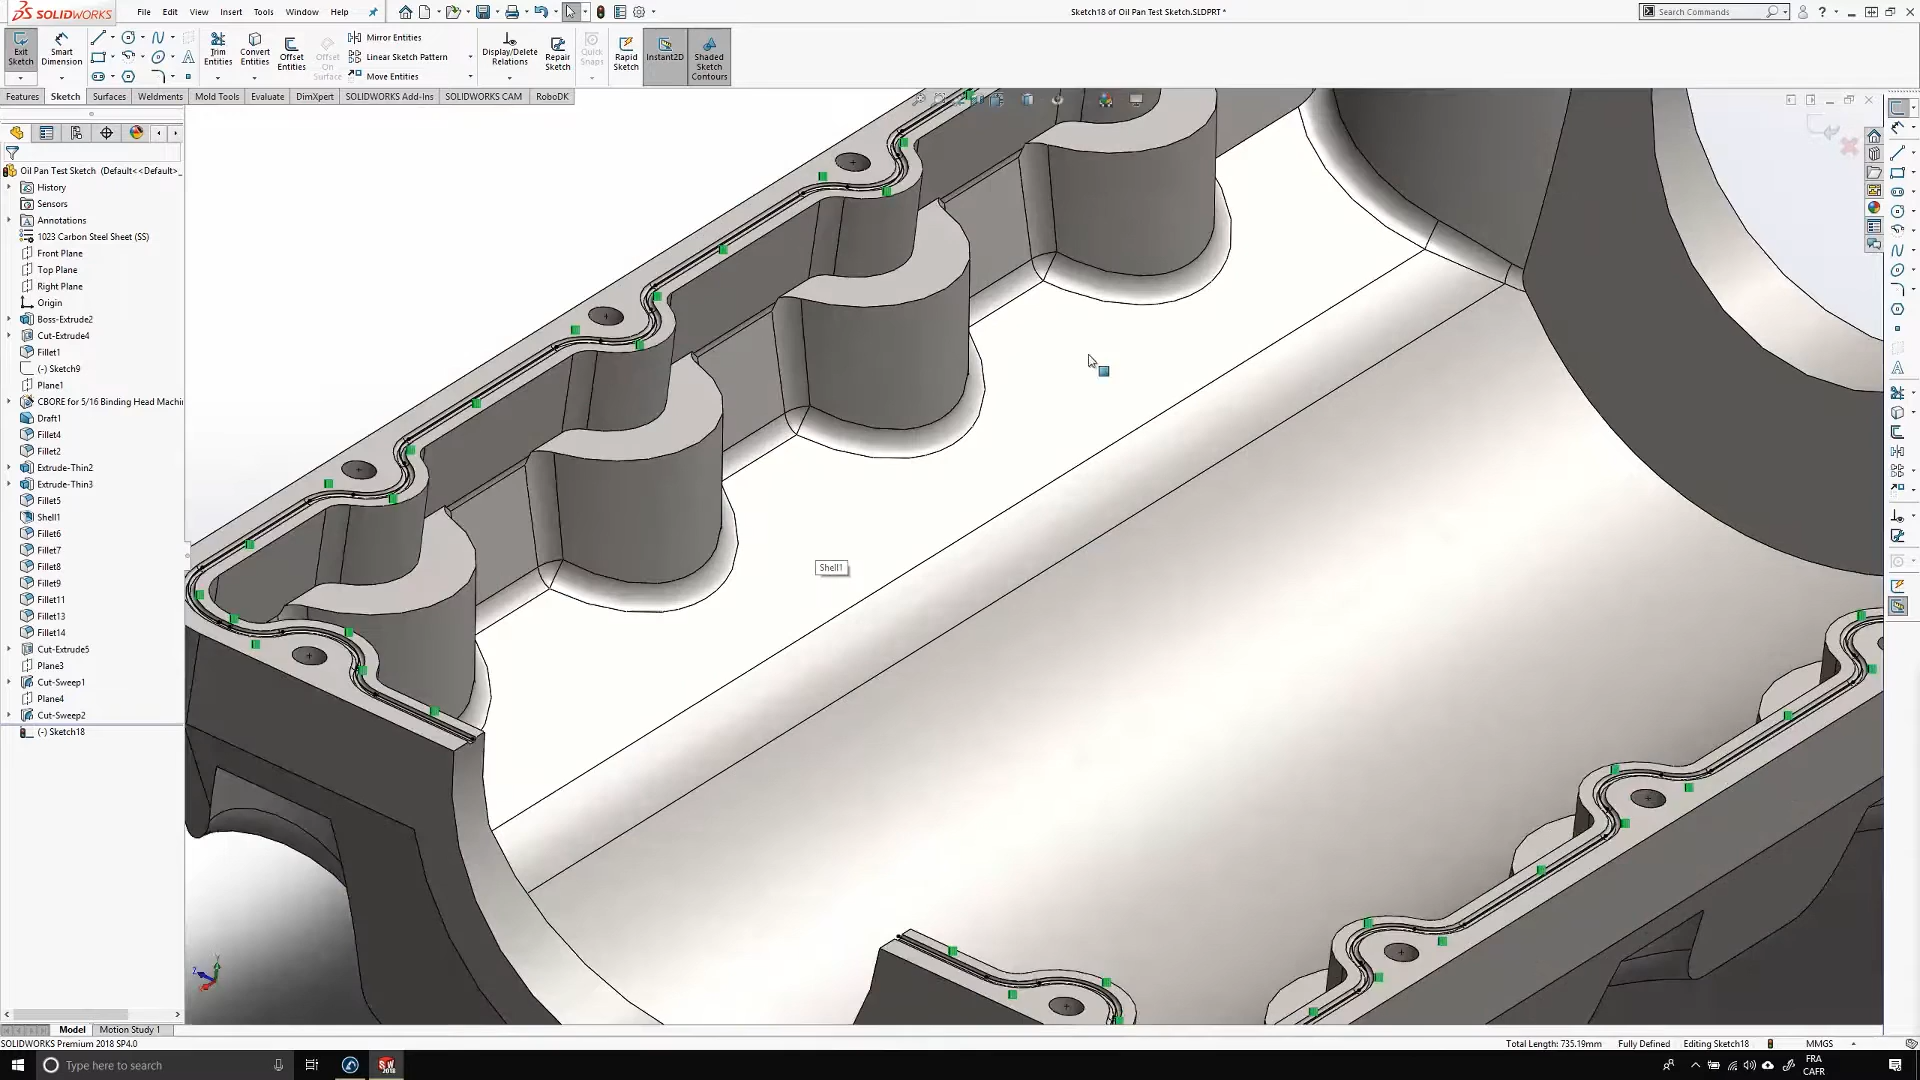 SOLIDWORKS File Edit View Insert Tools Window Help
Sketch18 of Oil Pan Test Sketch.SLDPRT *
Search Commands
Exit Sketch
Smart Dimension
Trim Entities
Convert Entities
Offset Entities
Offset On Surface
Mirror Entities
Linear Sketch Pattern
Move Entities
Display/Delete Relations
Repair Sketch
Quick Snaps
Rapid Sketch
Instant2D
Shaded Sketch Contours
Features Sketch Surfaces Weldments Mold Tools Evaluate DimXpert SOLIDWORKS Add-Ins SOLIDWORKS CAM RoboDK
Oil Pan Test Sketch (Default<<Default>_
History
Sensors
Annotations
1023 Carbon Steel Sheet (SS)
Front Plane
Top Plane
Right Plane
Origin
Boss-Extrude2
Cut-Extrude4
Fillet1
(-) Sketch9
Plane1
CBORE for 5/16 Binding Head Machi
Draft1
Fillet4
Fillet2
Extrude-Thin2
Extrude-Thin3
Fillet5
Shell1
Fillet6
Fillet7
Fillet8
Fillet9
Fillet11
Fillet13
Fillet14
Cut-Extrude5
Plane3
Cut-Sweep1
Plane4
Cut-Sweep2
(-) Sketch18
Shell1
Model Motion Study 1
SOLIDWORKS Premium 2018 SP4.0
Total Length: 735.19mm Fully Defined Editing Sketch18 MMGS
Type here to search
FRA
CAFR